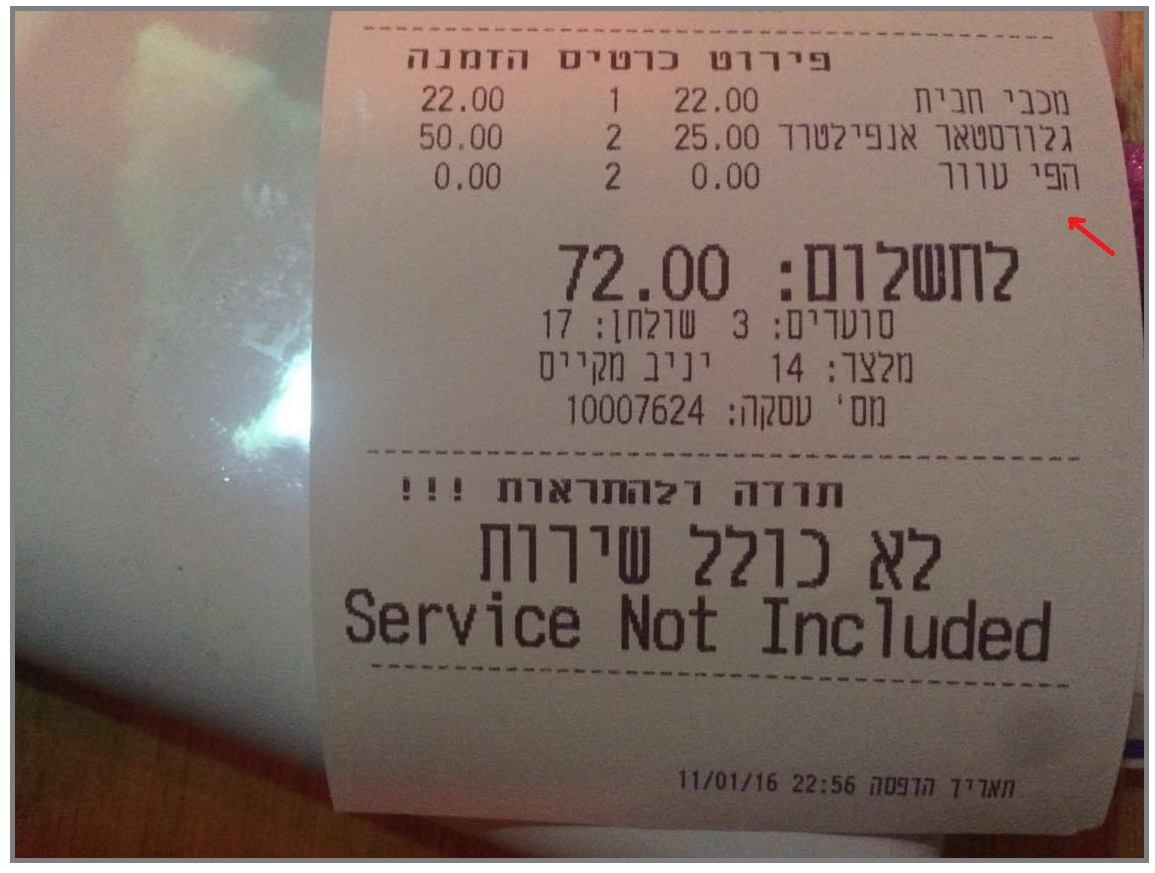 פירוט כרטיס הזמנה
מכבי חבית 22.00 1 22.00
גלודסטאר אנפילטרד 25.00 2 50.00
הפי עוור 0.00 2 0.00
לתשלום: 72.00
סועדים: 3 שולחן: 17
מלצר: 14 יניב מקייס
מס' עסקה: 10007624
תודה ולהתראות !!!
לא כולל שירות
Service Not Included
תאריך הדפסה 11/01/16 22:56